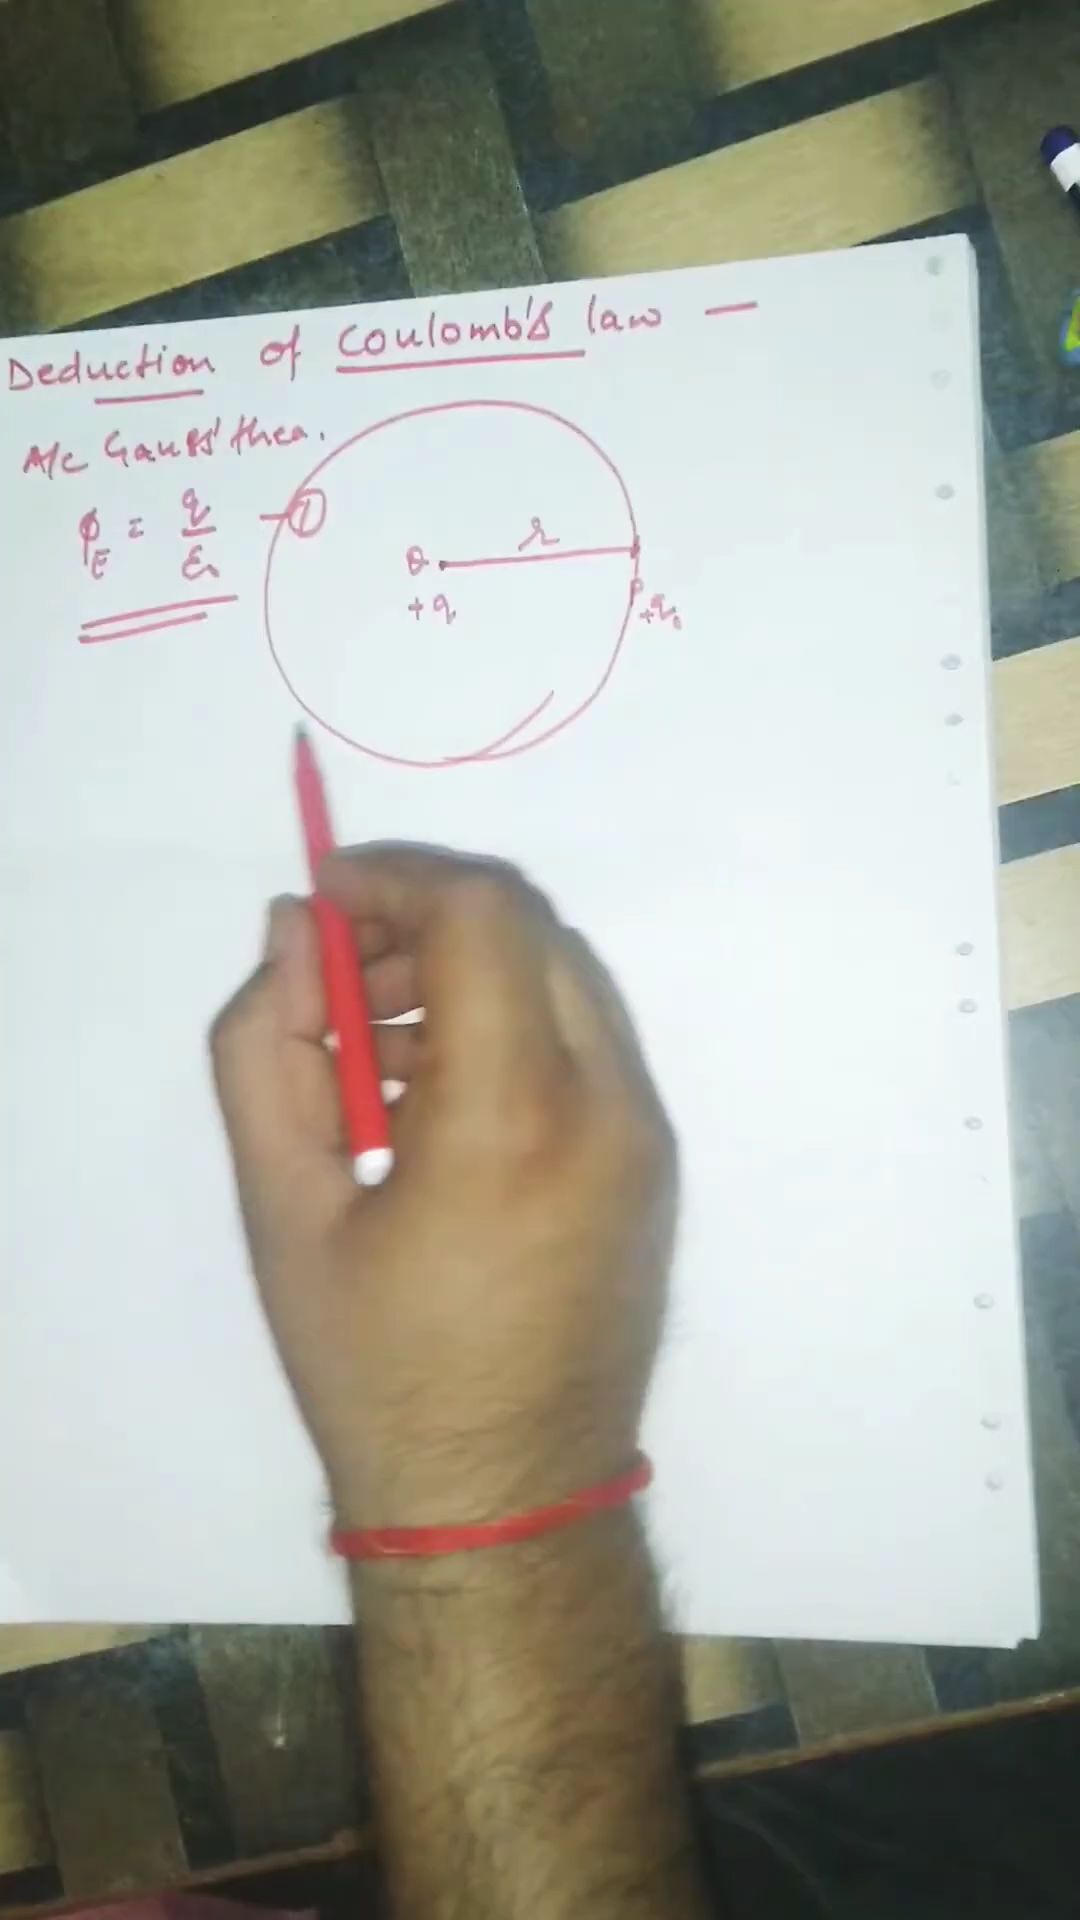 Deduction of Coulomb's law —
A/c Gauss' theo.
ϕE = q/ε0 — ①
r
O
+q
P
+q0